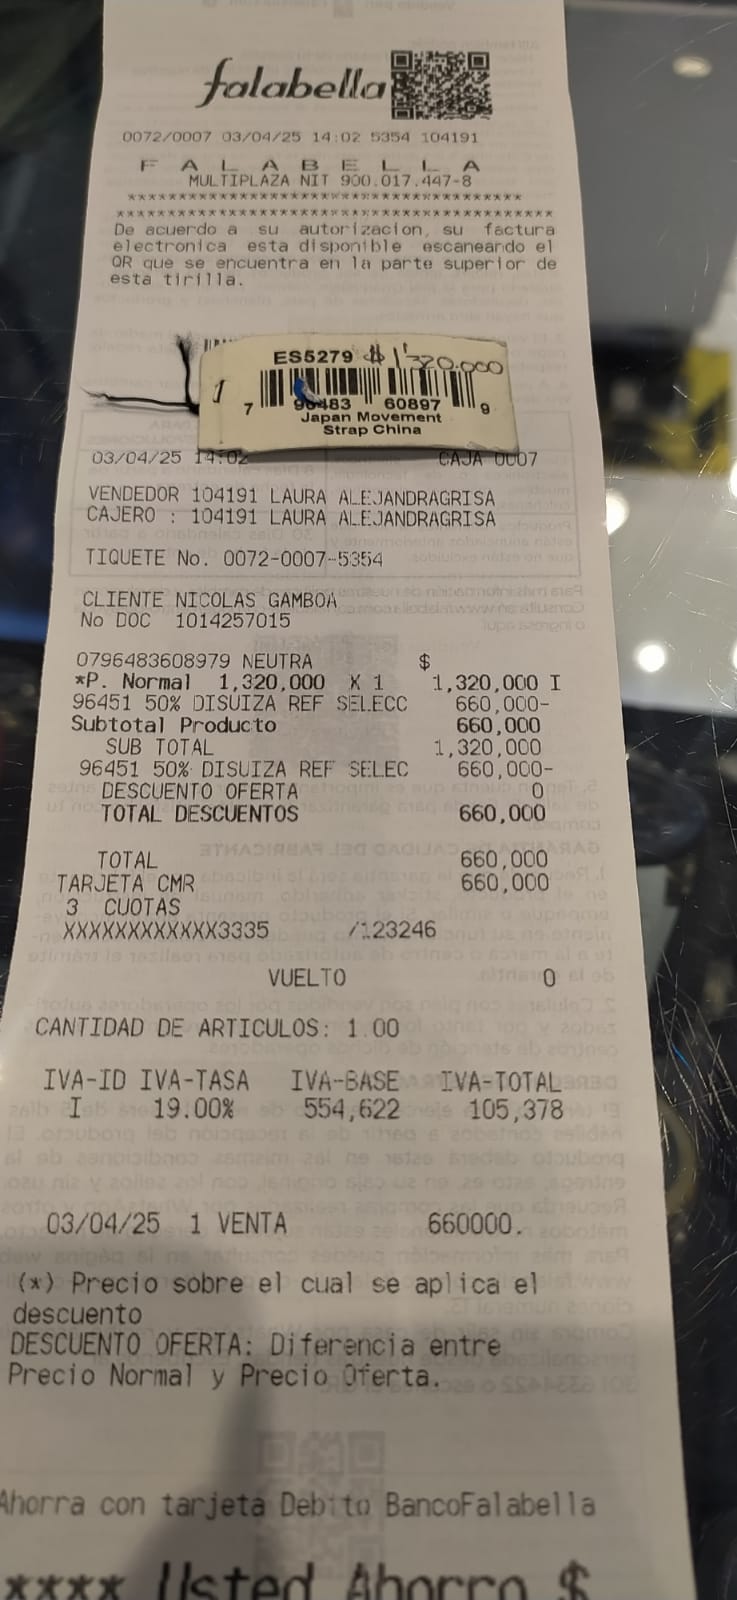 falabella
0072/0007 03/04/25 14:02 5354 104191
F A L A B E L L A
MULTIPLAZA NIT 900.017.447-8
****************************************
********************************************
De acuerdo a su autorizacion, su factura
electronica esta disponible escaneando el
QR que se encuentra en la parte superior de
esta tirilla.
ES5279 $1'320.000
1
7 96483 60897 9
Japan Movement
Strap China
03/04/25 14:02 CAJA 0007
VENDEDOR 104191 LAURA ALEJANDRAGRISA
CAJERO : 104191 LAURA ALEJANDRAGRISA
TIQUETE No. 0072-0007-5354
CLIENTE NICOLAS GAMBOA
No DOC 1014257015
0796483608979 NEUTRA $
*P. Normal 1,320,000 X 1 1,320,000 I
96451 50% DISUIZA REF SELECC 660,000-
Subtotal Producto 660,000
SUB TOTAL 1,320,000
96451 50% DISUIZA REF SELEC 660,000-
DESCUENTO OFERTA 0
TOTAL DESCUENTOS 660,000
TOTAL 660,000
TARJETA CMR 660,000
3 CUOTAS
XXXXXXXXXXXX3335 /123246
VUELTO 0
CANTIDAD DE ARTICULOS: 1.00
IVA-ID IVA-TASA IVA-BASE IVA-TOTAL
I 19.00% 554,622 105,378
03/04/25 1 VENTA 660000.
(*) Precio sobre el cual se aplica el
descuento
DESCUENTO OFERTA: Diferencia entre
Precio Normal y Precio Oferta.
Ahorra con tarjeta Debito BancoFalabella
**** Usted Ahorro $